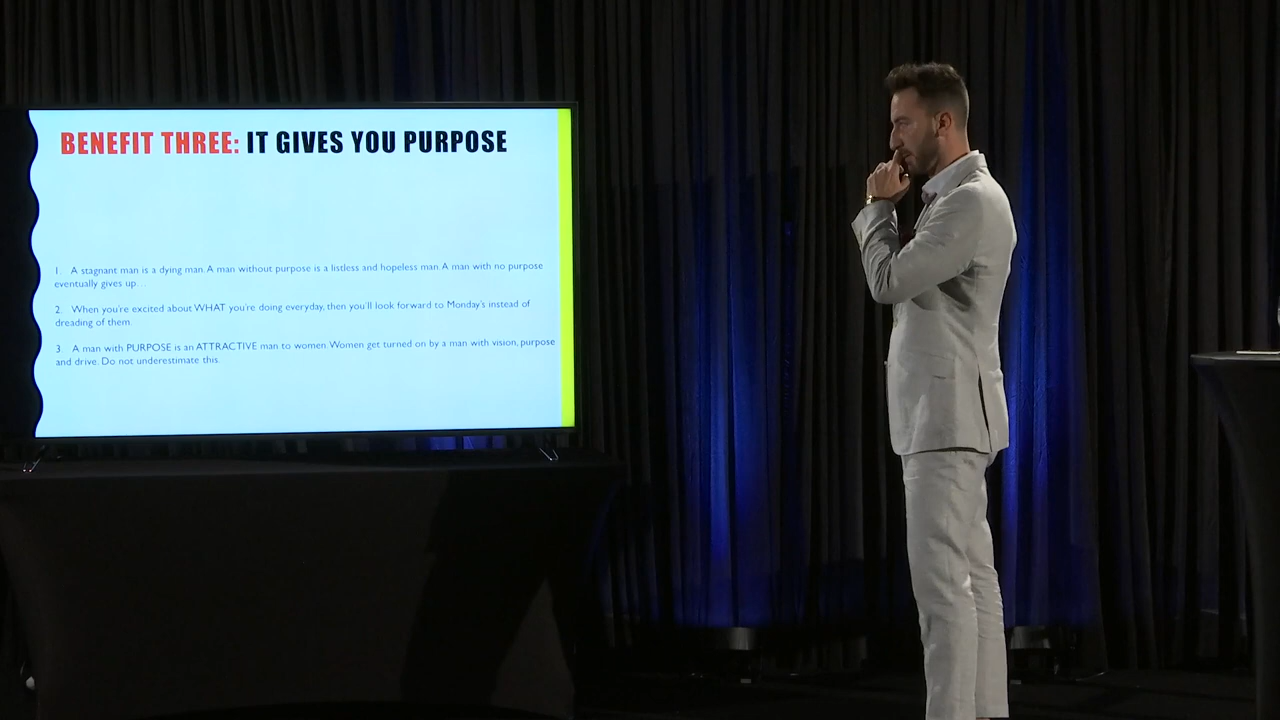 BENEFIT THREE: IT GIVES YOU PURPOSE
1. A stagnant man is a dying man. A man without purpose is a listless and hopeless man. A man with no purpose
eventually gives up…
2. When you're excited about WHAT you're doing everyday, then you'll look forward to Monday's instead of
dreading of them.
3. A man with PURPOSE is an ATTRACTIVE man to women. Women get turned on by a man with vision, purpose
and drive. Do not underestimate this